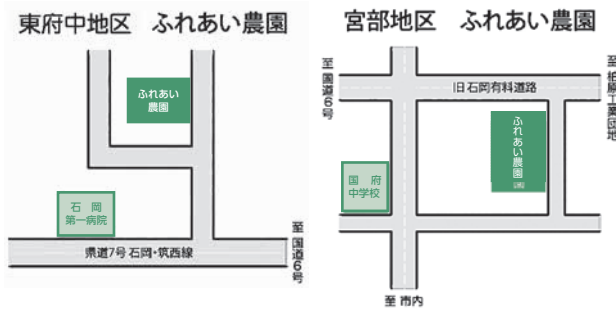 東府中地区 ふれあい農園
ふれあい
農園
石岡
第一病院
県道7号 石岡・筑西線
至国道6号
宮部地区 ふれあい農園
至国道6号
旧石岡有料道路
至柏原工業団地
ふれあい農園
国府
中学校
至 市内